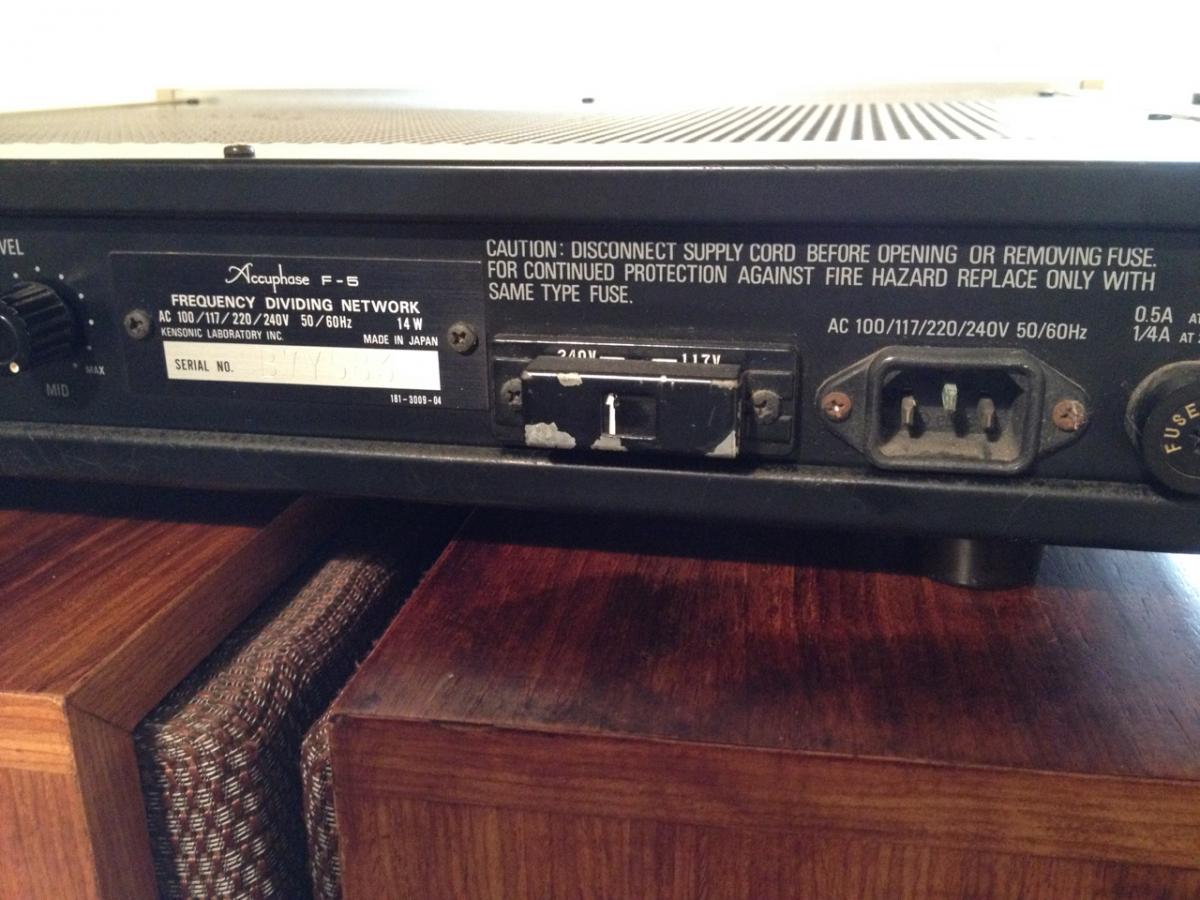 VEL
MID
MAX
Accuphase F-5
FREQUENCY DIVIDING NETWORK
AC 100/117/220/240V 50/60Hz 14W
KENSONIC LABORATORY INC. MADE IN JAPAN
SERIAL NO.
181-3009-04
CAUTION: DISCONNECT SUPPLY CORD BEFORE OPENING OR REMOVING FUSE.
FOR CONTINUED PROTECTION AGAINST FIRE HAZARD REPLACE ONLY WITH
SAME TYPE FUSE.
240V 117V
AC 100/117/220/240V 50/60Hz
0.5A AT
1/4A AT
FUSE